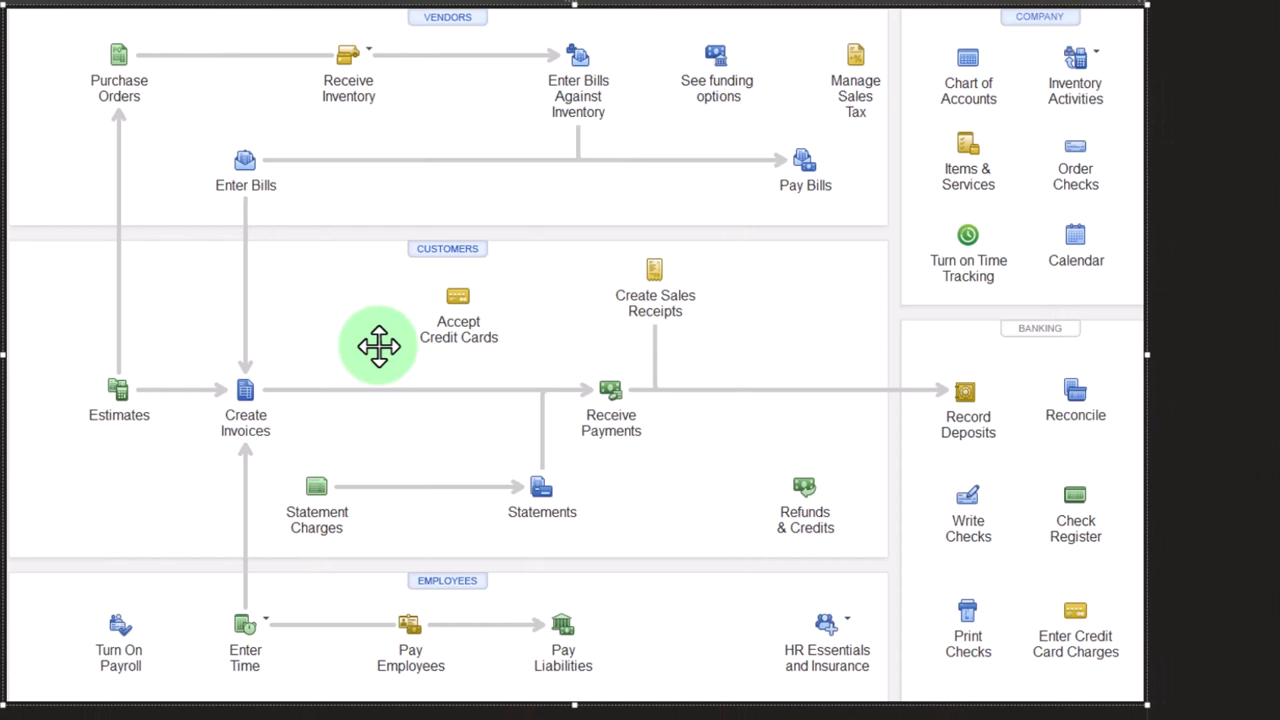 VENDORS
Purchase
Orders
Receive
Inventory
Enter Bills
Against
Inventory
See funding
options
Manage
Sales
Tax
Enter Bills
Pay Bills
CUSTOMERS
Accept
Credit Cards
Create Sales
Receipts
Estimates
Create
Invoices
Receive
Payments
Statement
Charges
Statements
Refunds
& Credits
EMPLOYEES
Turn On
Payroll
Enter
Time
Pay
Employees
Pay
Liabilities
HR Essentials
and Insurance
COMPANY
Chart of
Accounts
Inventory
Activities
Items &
Services
Order
Checks
Turn on Time
Tracking
Calendar
BANKING
Record
Deposits
Reconcile
Write
Checks
Check
Register
Print
Checks
Enter Credit
Card Charges